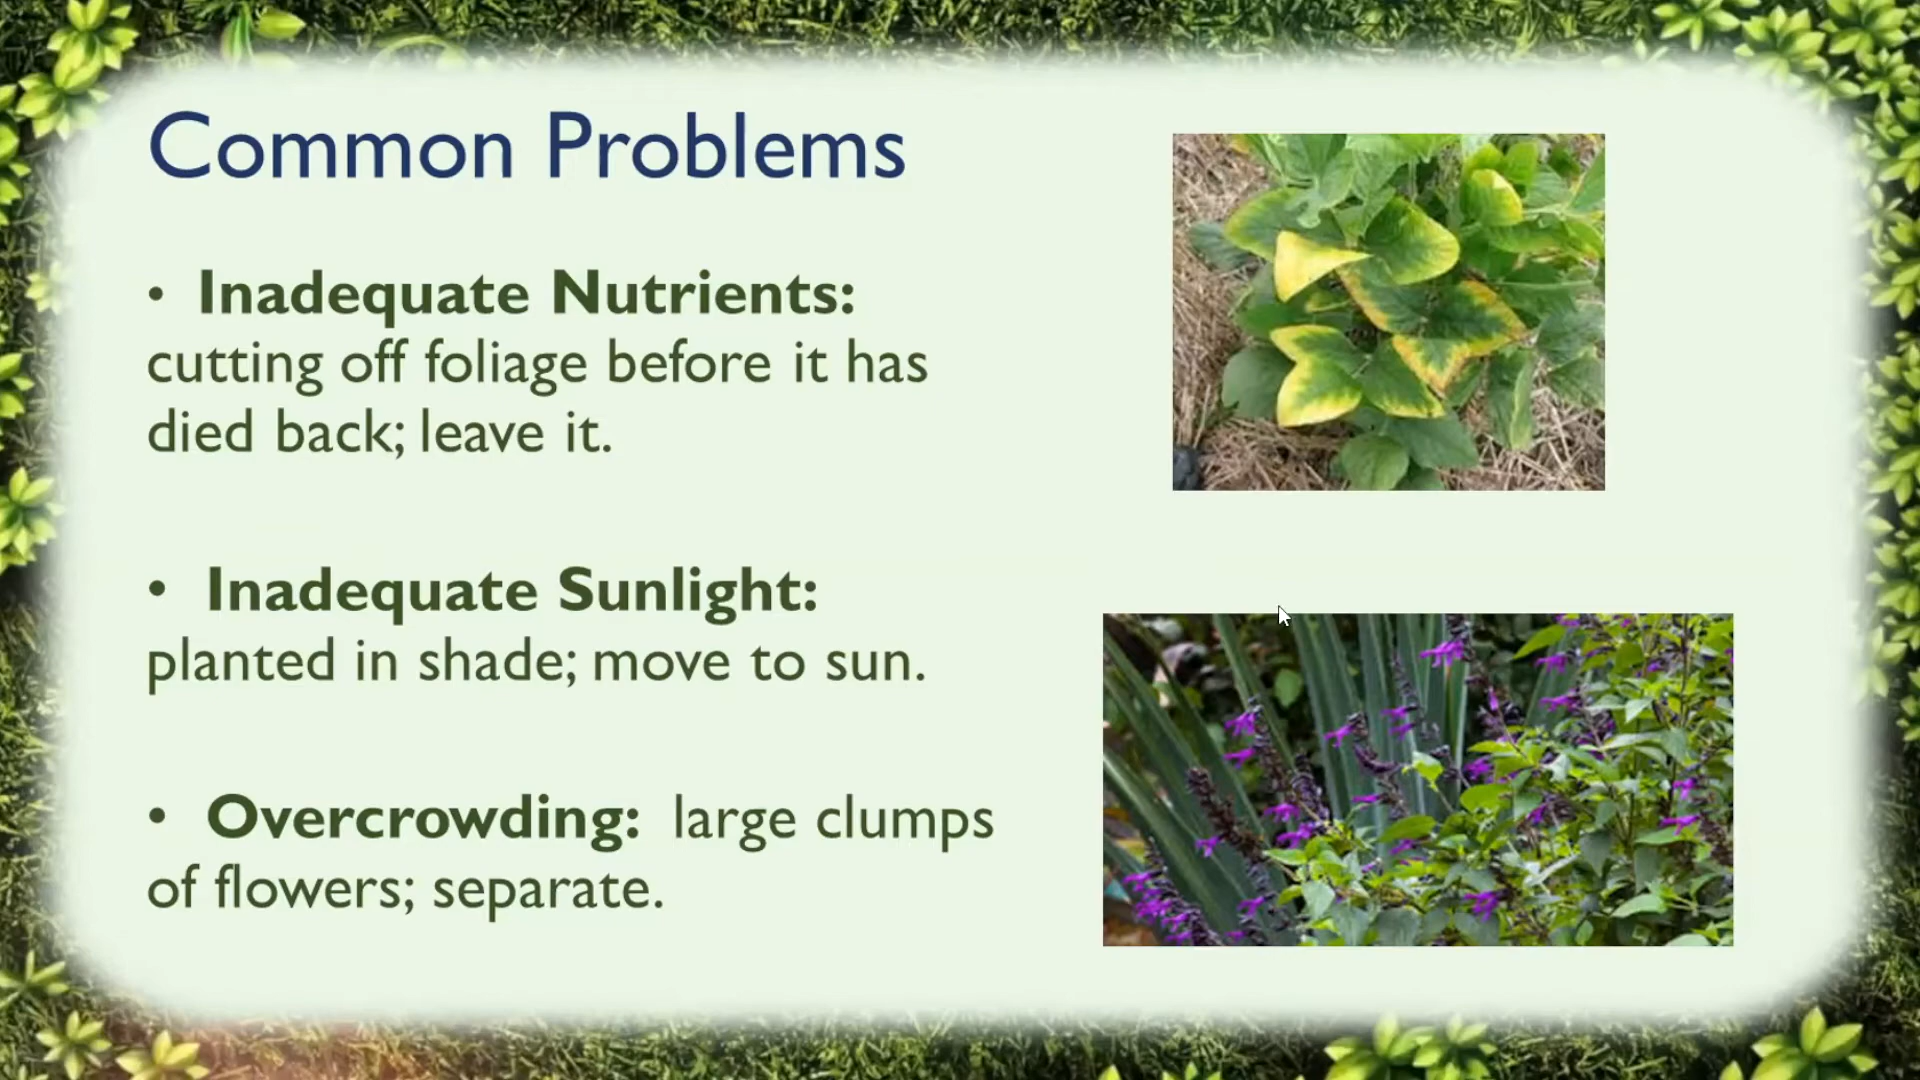 Common Problems
• Inadequate Nutrients:
cutting off foliage before it has
died back; leave it.
• Inadequate Sunlight:
planted in shade; move to sun.
• Overcrowding: large clumps
of flowers; separate.